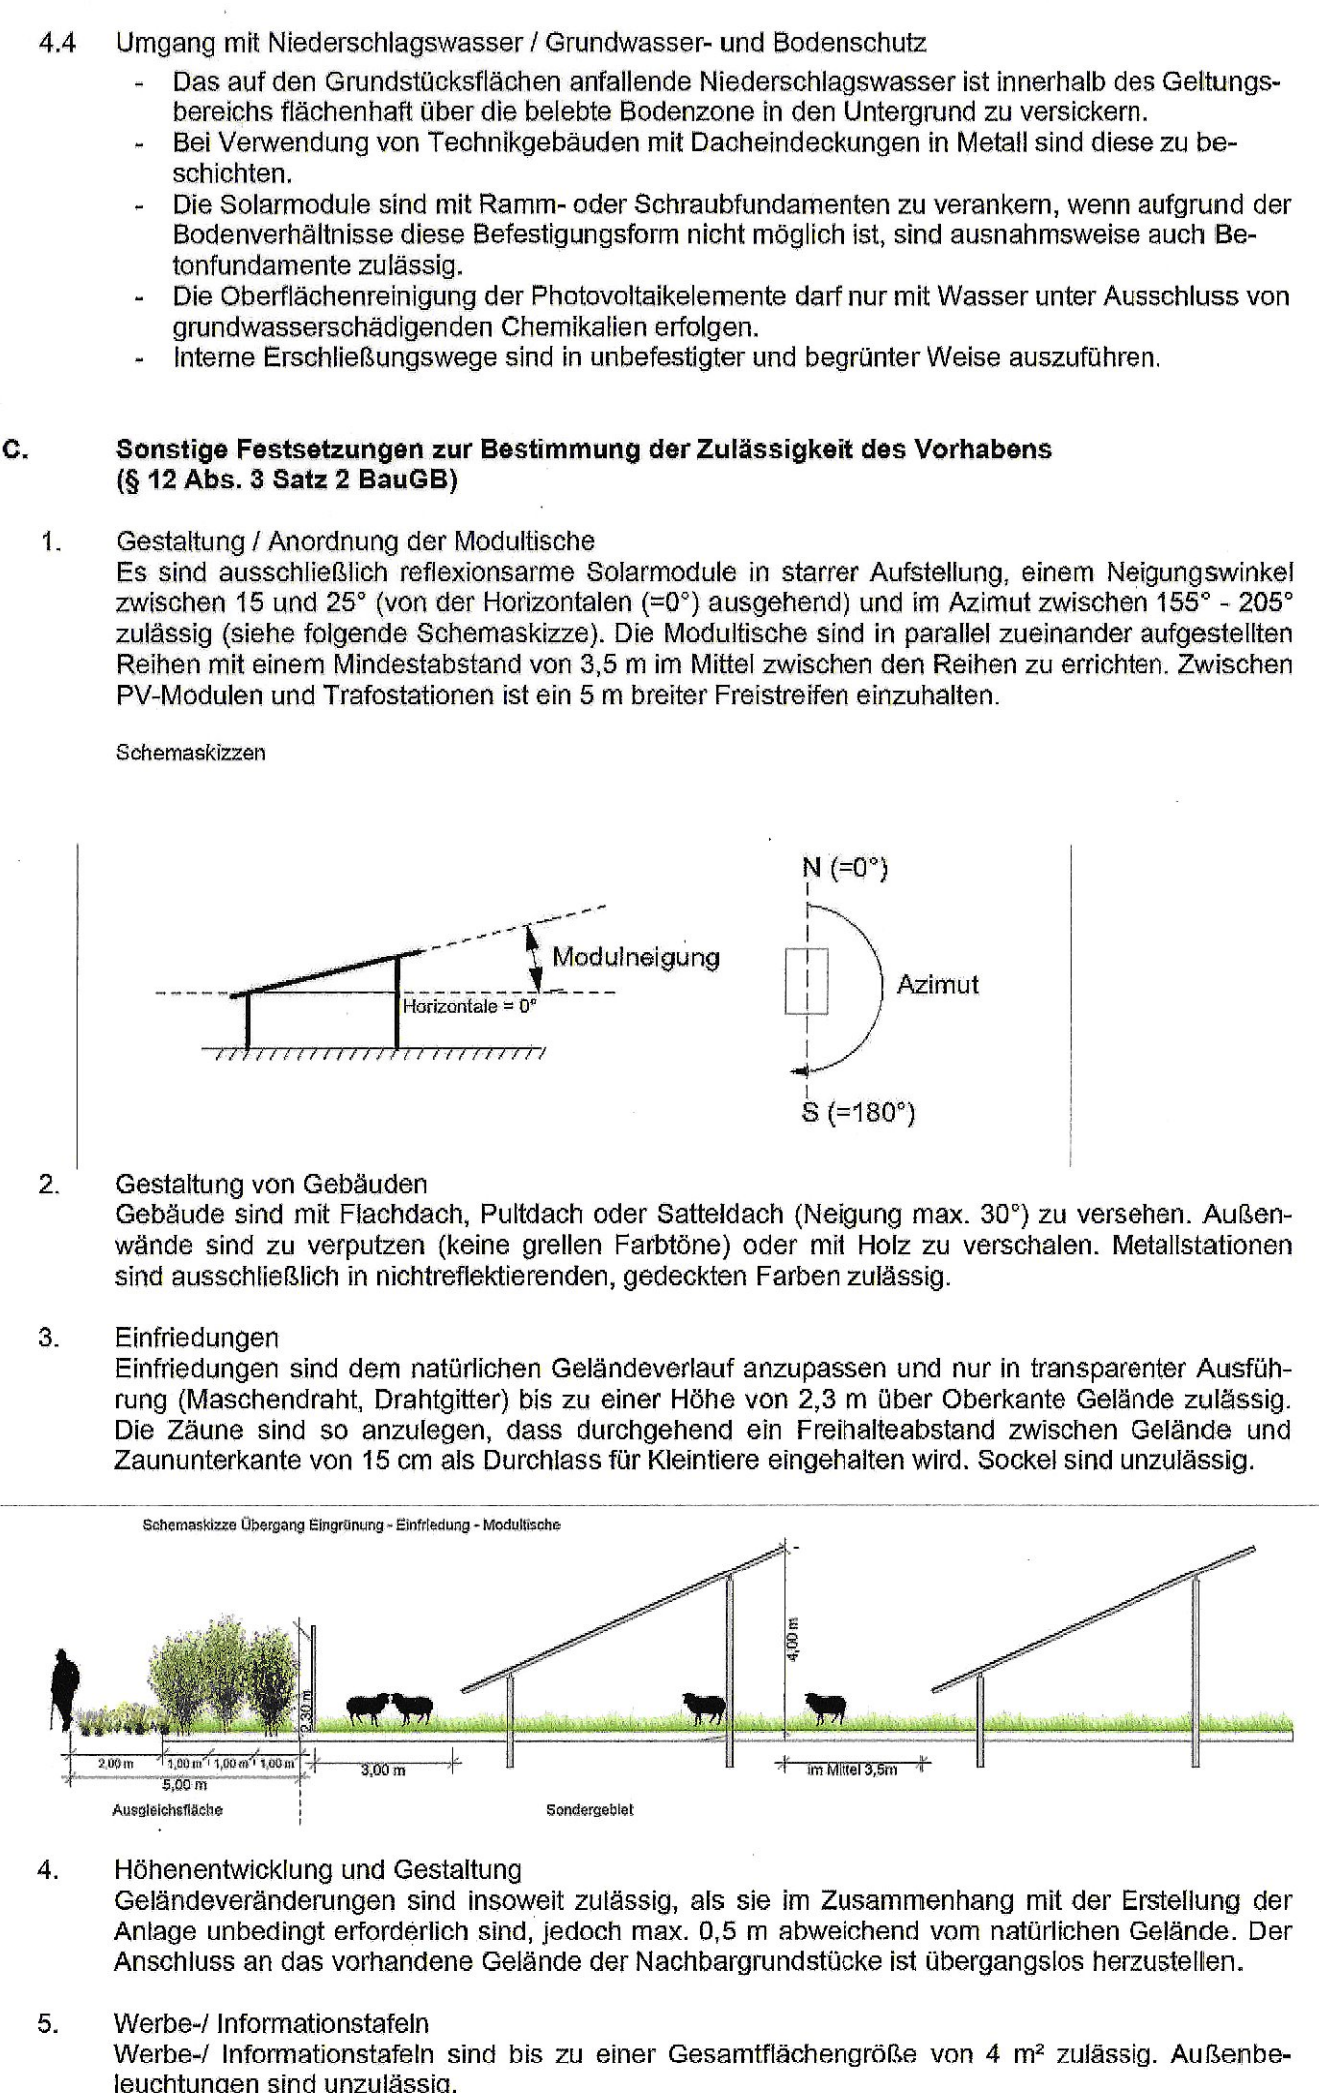 4.4 Umgang mit Niederschlagswasser / Grundwasser- und Bodenschutz
- Das auf den Grundstücksflächen anfallende Niederschlagswasser ist innerhalb des Geltungs-
bereichs flächenhaft über die belebte Bodenzone in den Untergrund zu versickern.
- Bei Verwendung von Technikgebäuden mit Dacheindeckungen in Metall sind diese zu be-
schichten.
- Die Solarmodule sind mit Ramm- oder Schraubfundamenten zu verankern, wenn aufgrund der
Bodenverhältnisse diese Befestigungsform nicht möglich ist, sind ausnahmsweise auch Be-
tonfundamente zulässig.
- Die Oberflächenreinigung der Photovoltaikelemente darf nur mit Wasser unter Ausschluss von
grundwasserschädigenden Chemikalien erfolgen.
- Interne Erschließungswege sind in unbefestigter und begrünter Weise auszuführen.
C. Sonstige Festsetzungen zur Bestimmung der Zulässigkeit des Vorhabens
(§ 12 Abs. 3 Satz 2 BauGB)
1. Gestaltung / Anordnung der Modultische
Es sind ausschließlich reflexionsarme Solarmodule in starrer Aufstellung, einem Neigungswinkel
zwischen 15 und 25° (von der Horizontalen (=0°) ausgehend) und im Azimut zwischen 155° - 205°
zulässig (siehe folgende Schemaskizze). Die Modultische sind in parallel zueinander aufgestellten
Reihen mit einem Mindestabstand von 3,5 m im Mittel zwischen den Reihen zu errichten. Zwischen
PV-Modulen und Trafostationen ist ein 5 m breiter Freistreifen einzuhalten.
Schemaskizzen
N (=0°)
Modulneigung
Horizontale = 0°
Azimut
S (=180°)
2. Gestaltung von Gebäuden
Gebäude sind mit Flachdach, Pultdach oder Satteldach (Neigung max. 30°) zu versehen. Außen-
wände sind zu verputzen (keine grellen Farbtöne) oder mit Holz zu verschalen. Metallstationen
sind ausschließlich in nichtreflektierenden, gedeckten Farben zulässig.
3. Einfriedungen
Einfriedungen sind dem natürlichen Geländeverlauf anzupassen und nur in transparenter Ausfüh-
rung (Maschendraht, Drahtgitter) bis zu einer Höhe von 2,3 m über Oberkante Gelände zulässig.
Die Zäune sind so anzulegen, dass durchgehend ein Freihalteabstand zwischen Gelände und
Zaununterkante von 15 cm als Durchlass für Kleintiere eingehalten wird. Sockel sind unzulässig.
Schemaskizze Übergang Eingrünung - Einfriedung - Modultische
4,00 m
2,30 m
2,00 m 1,00 m 1,00 m 1,00 m 3,00 m im Mittel 3,5m
5,00 m
Ausgleichsfläche Sondergebiet
4. Höhenentwicklung und Gestaltung
Geländeveränderungen sind insoweit zulässig, als sie im Zusammenhang mit der Erstellung der
Anlage unbedingt erforderlich sind, jedoch max. 0,5 m abweichend vom natürlichen Gelände. Der
Anschluss an das vorhandene Gelände der Nachbargrundstücke ist übergangslos herzustellen.
5. Werbe-/ Informationstafeln
Werbe-/ Informationstafeln sind bis zu einer Gesamtflächengröße von 4 m² zulässig. Außenbe-
leuchtungen sind unzulässig.